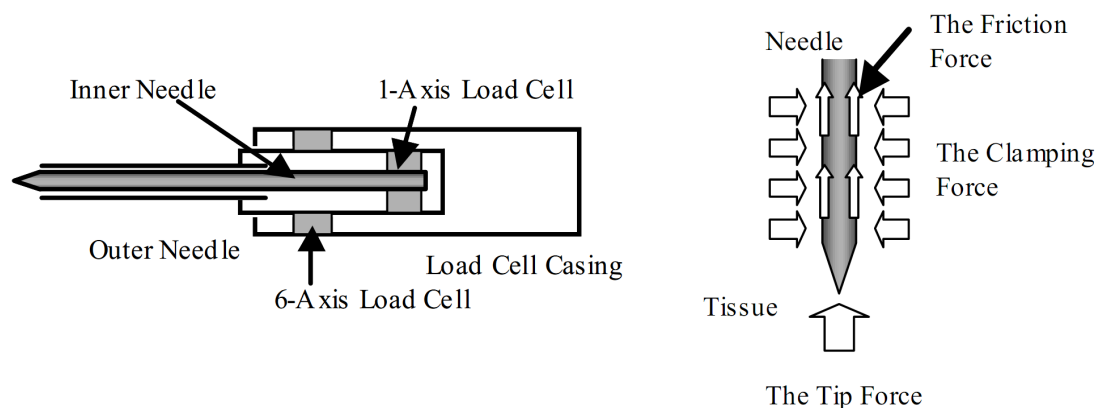 Inner Needle
1-Axis Load Cell
Outer Needle
Load Cell Casing
6-Axis Load Cell
The Friction
Force
Needle
The Clamping
Force
Tissue
The Tip Force